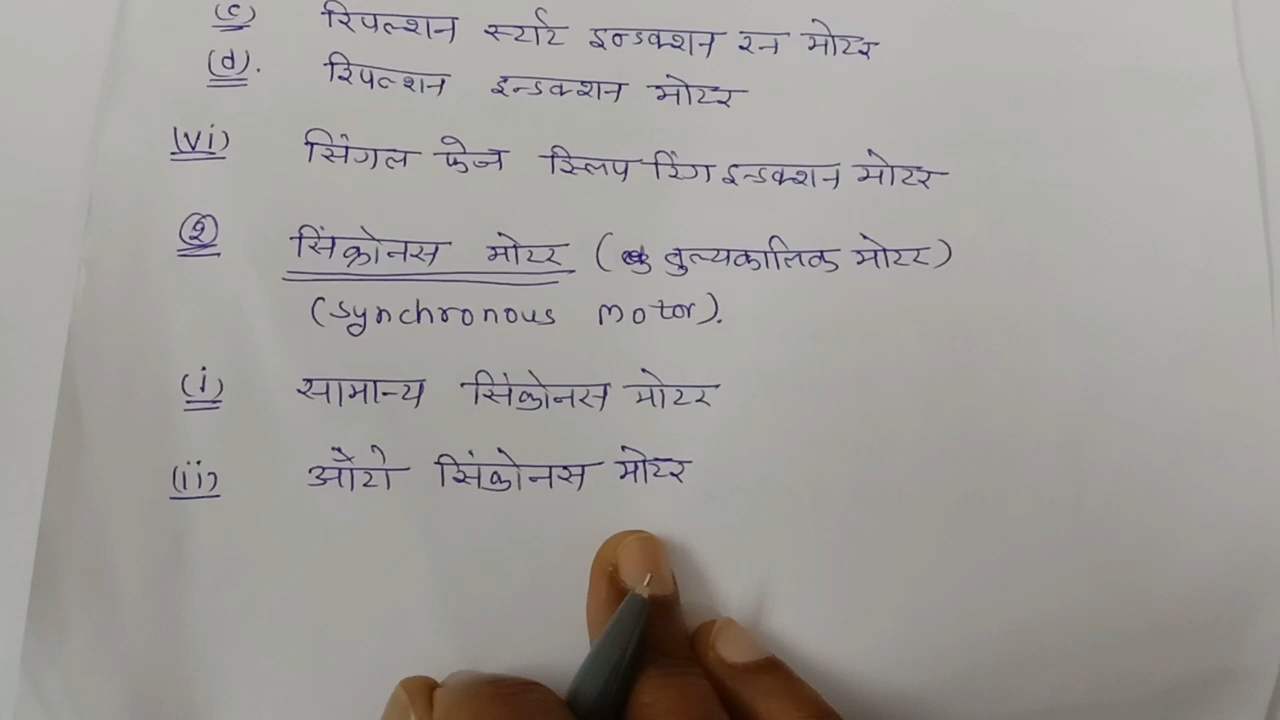 (c) रिपल्शन स्टार्ट इन्डक्शन रन मोटर
(d). रिपल्शन इन्डक्शन मोटर
(vi) सिंगल फेज स्लिप रिंग इन्डक्शन मोटर
② सिंक्रोनस मोटर ( तुल्यकालिक मोटर)
(Synchronous motor).
(i) सामान्य सिंक्रोनस मोटर
(ii) ऑटो सिंक्रोनस मोटर